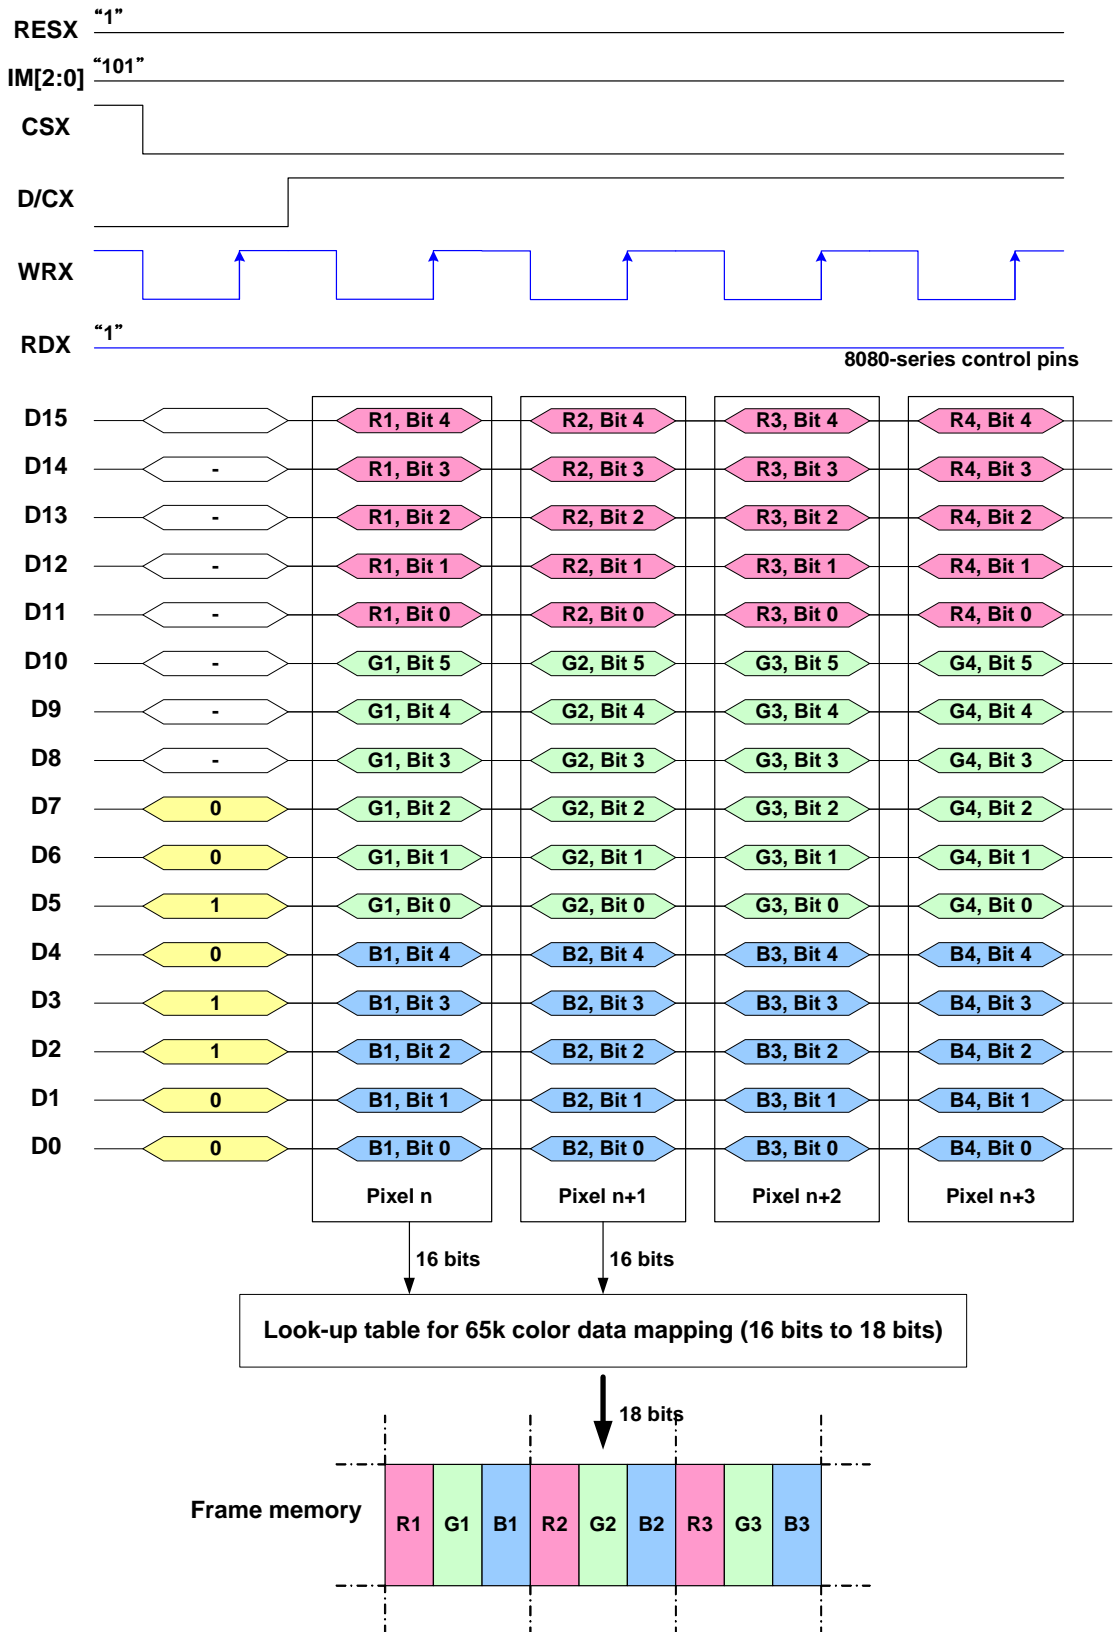 RESX "1"
IM[2:0] "101"
CSX
D/CX
WRX
RDX "1"
8080-series control pins
D15 R1, Bit 4 R2, Bit 4 R3, Bit 4 R4, Bit 4
D14 - R1, Bit 3 R2, Bit 3 R3, Bit 3 R4, Bit 3
D13 - R1, Bit 2 R2, Bit 2 R3, Bit 2 R4, Bit 2
D12 - R1, Bit 1 R2, Bit 1 R3, Bit 1 R4, Bit 1
D11 - R1, Bit 0 R2, Bit 0 R3, Bit 0 R4, Bit 0
D10 - G1, Bit 5 G2, Bit 5 G3, Bit 5 G4, Bit 5
D9 - G1, Bit 4 G2, Bit 4 G3, Bit 4 G4, Bit 4
D8 - G1, Bit 3 G2, Bit 3 G3, Bit 3 G4, Bit 3
D7 0 G1, Bit 2 G2, Bit 2 G3, Bit 2 G4, Bit 2
D6 0 G1, Bit 1 G2, Bit 1 G3, Bit 1 G4, Bit 1
D5 1 G1, Bit 0 G2, Bit 0 G3, Bit 0 G4, Bit 0
D4 0 B1, Bit 4 B2, Bit 4 B3, Bit 4 B4, Bit 4
D3 1 B1, Bit 3 B2, Bit 3 B3, Bit 3 B4, Bit 3
D2 1 B1, Bit 2 B2, Bit 2 B3, Bit 2 B4, Bit 2
D1 0 B1, Bit 1 B2, Bit 1 B3, Bit 1 B4, Bit 1
D0 0 B1, Bit 0 B2, Bit 0 B3, Bit 0 B4, Bit 0
Pixel n Pixel n+1 Pixel n+2 Pixel n+3
16 bits 16 bits
Look-up table for 65k color data mapping (16 bits to 18 bits)
18 bits
Frame memory R1 G1 B1 R2 G2 B2 R3 G3 B3